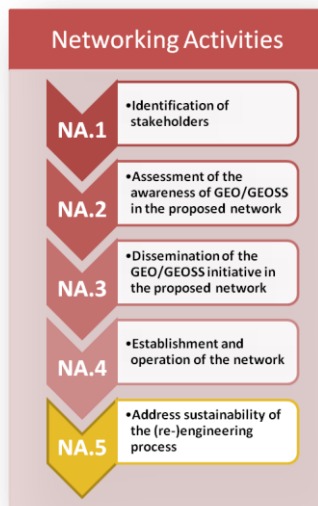 Networking Activities
NA.1
•Identification of
stakeholders
NA.2
•Assessment of the
awareness of GEO/GEOSS
in the proposed network
NA.3
•Dissemination of the
GEO/GEOSS initiative in
the proposed network
NA.4
•Establishment and
operation of the network
NA.5
•Address sustainability of
the (re-)engineering
process